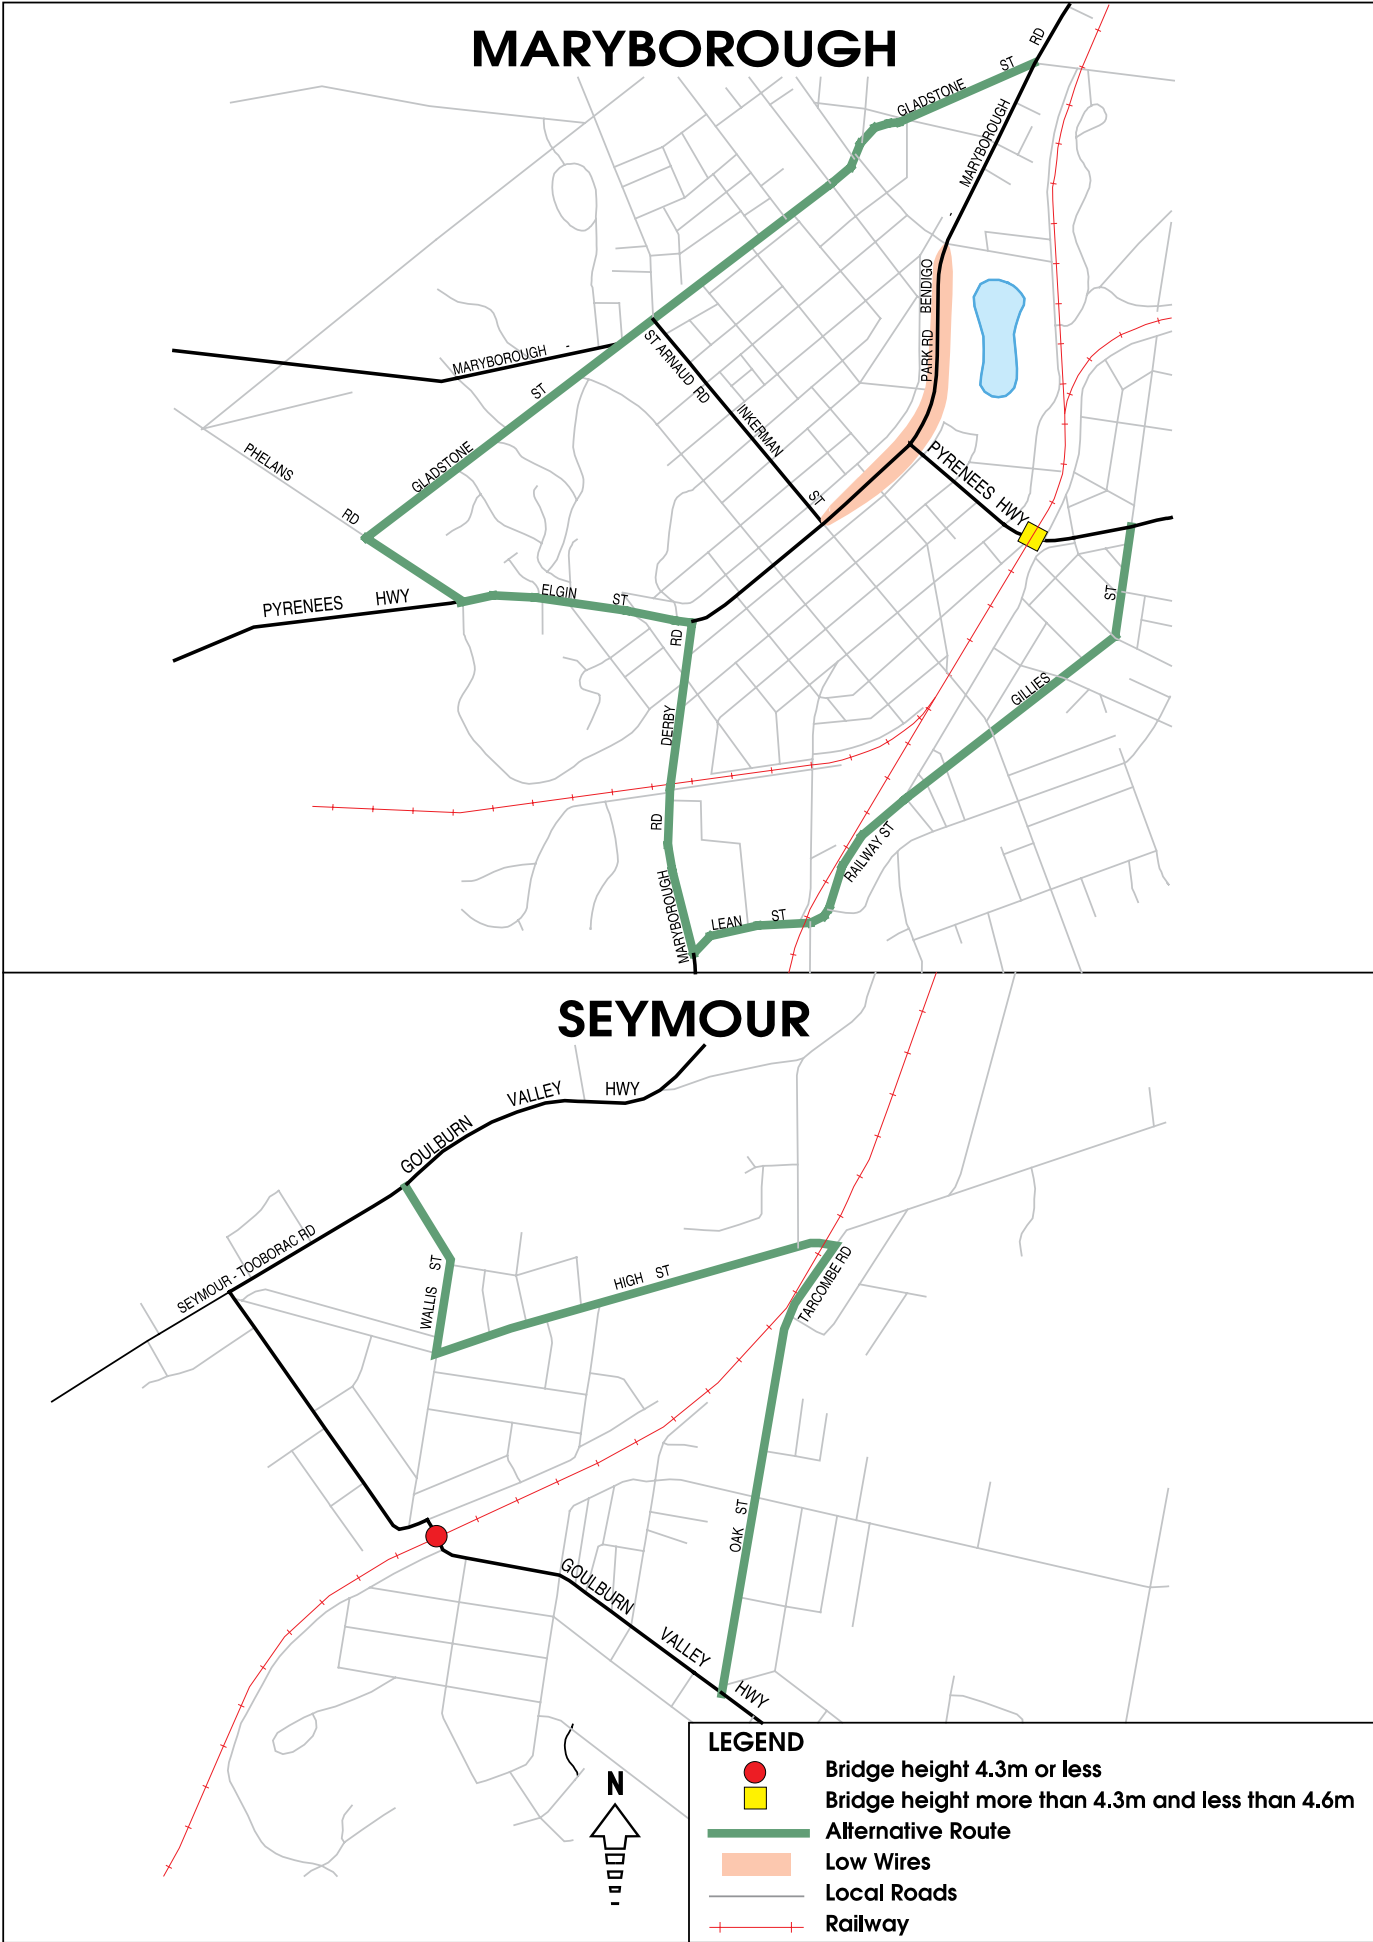 MARYBOROUGH
RD
ST
GLADSTONE
MARYBOROUGH
-
BENDIGO
PARK RD
MARYBOROUGH -
ST ARNAUD RD
ST
INKERMAN
ST
GLADSTONE
PHELANS
RD
PYRENEES HWY
PYRENEES HWY
ELGIN ST
RD
ST
GILLIES
DERBY
RD
RAILWAY ST
MARYBOROUGH
LEAN ST
SEYMOUR
GOULBURN VALLEY HWY
SEYMOUR - TOOBORAC RD
WALLIS ST
HIGH ST
TARCOMBE RD
OAK ST
GOULBURN VALLEY HWY
N
LEGEND
Bridge height 4.3m or less
Bridge height more than 4.3m and less than 4.6m
Alternative Route
Low Wires
Local Roads
Railway